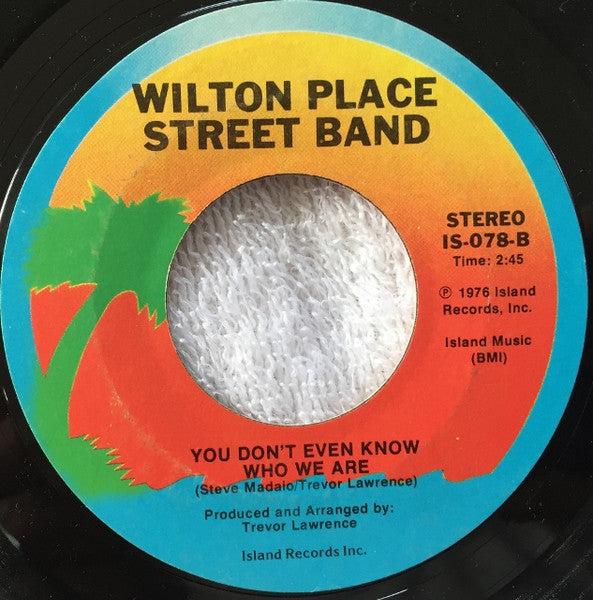 WILTON PLACE
STREET BAND
STEREO
IS-078-B
Time: 2:45
℗ 1976 Island
Records, Inc.
Island Music
(BMI)
YOU DON'T EVEN KNOW
WHO WE ARE
(Steve Madaio/Trevor Lawrence)
Produced and Arranged by:
Trevor Lawrence
Island Records Inc.